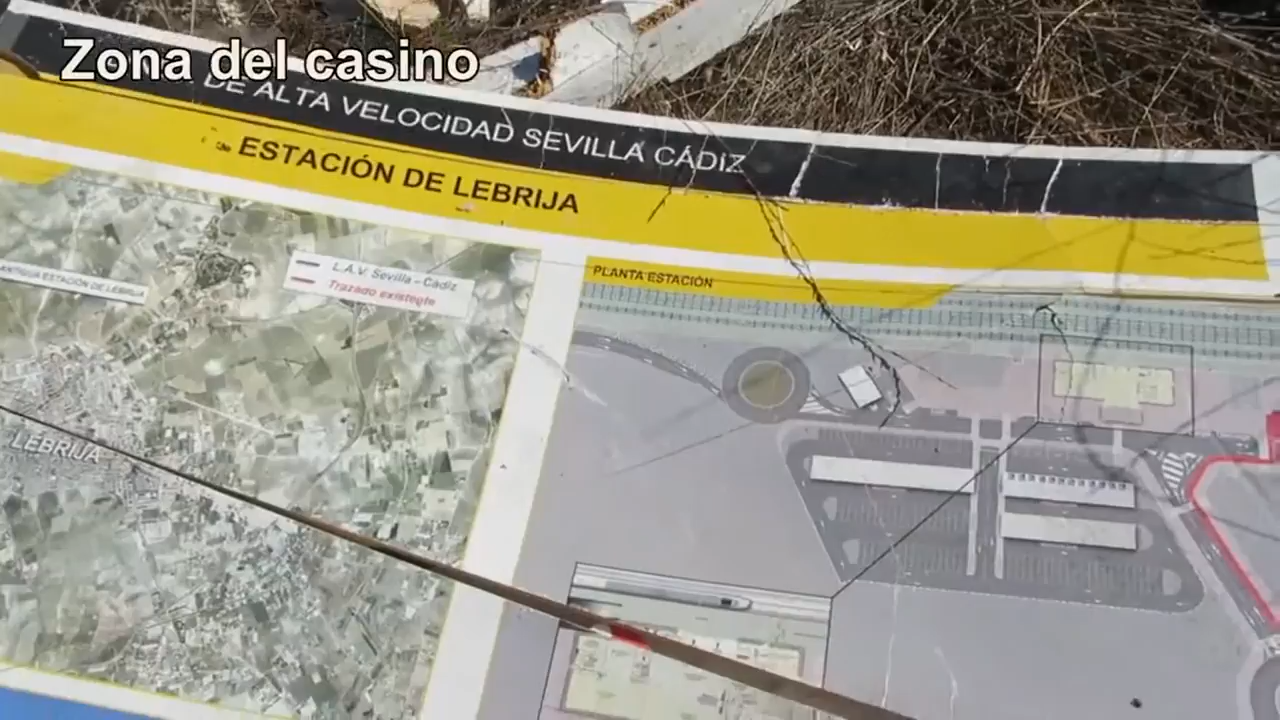 Zona del casino
DE ALTA VELOCIDAD SEVILLA CÁDIZ
ESTACIÓN DE LEBRIJA
PLANTA ESTACIÓN
ANTIGUA ESTACIÓN DE LEBRIJA
L.A.V. Sevilla - Cádiz
Trazado existente
LEBRIJA